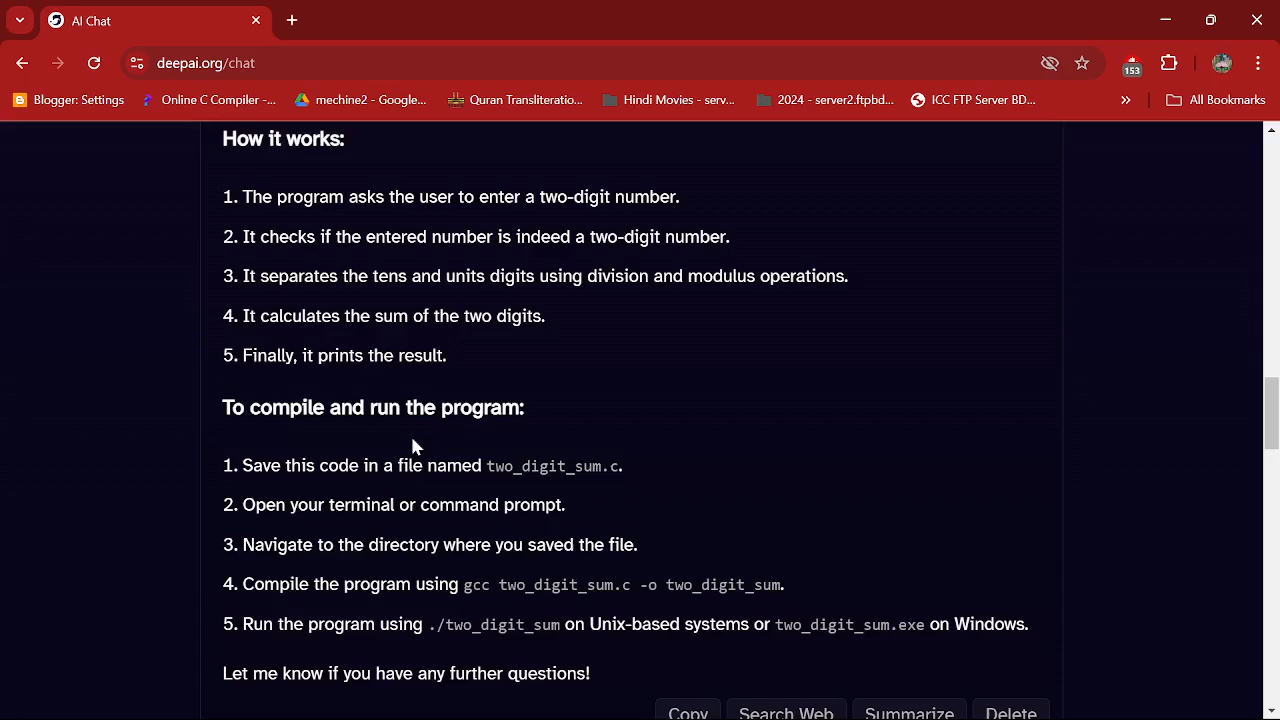 AI Chat
deepai.org/chat
153
Blogger: Settings
Online C Compiler -...
mechine2 - Google...
Quran Transliteratio...
Hindi Movies - serv...
2024 - server2.ftpbd...
ICC FTP Server BD...
All Bookmarks
How it works:
1. The program asks the user to enter a two-digit number.
2. It checks if the entered number is indeed a two-digit number.
3. It separates the tens and units digits using division and modulus operations.
4. It calculates the sum of the two digits.
5. Finally, it prints the result.
To compile and run the program:
1. Save this code in a file named two_digit_sum.c.
2. Open your terminal or command prompt.
3. Navigate to the directory where you saved the file.
4. Compile the program using gcc two_digit_sum.c -o two_digit_sum.
5. Run the program using ./two_digit_sum on Unix-based systems or two_digit_sum.exe on Windows.
Let me know if you have any further questions!
Copy
Search Web
Summarize
Delete